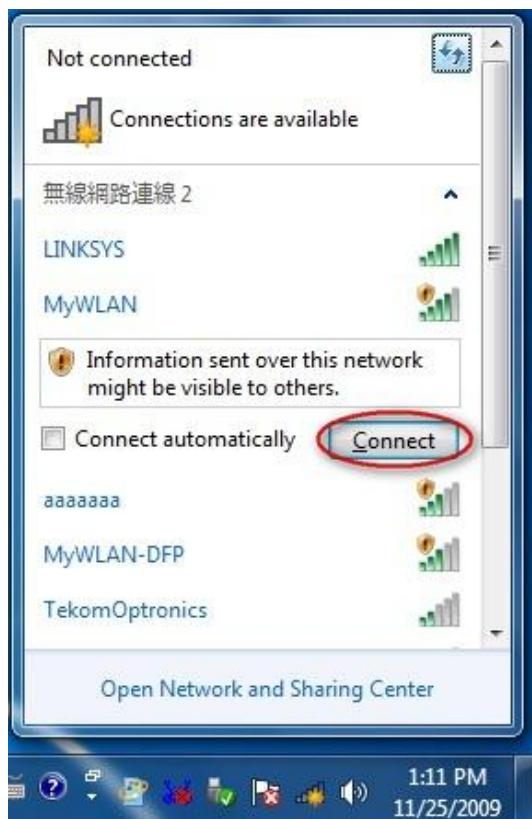 Not connected
Connections are available
無線網路連線 2
LINKSYS
MyWLAN
Information sent over this network
might be visible to others.
Connect automatically
Connect
aaaaaaa
MyWLAN-DFP
TekomOptronics
Open Network and Sharing Center
1:11 PM
11/25/2009